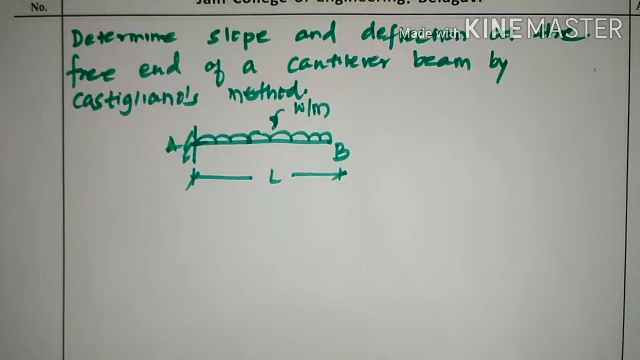 No.
Jain College of Engineering, Belagavi
Made with KINEMASTER
Determine slope and deflection at the
free end of a cantilever beam by
Castigliano's method.
w/m
A
B
L